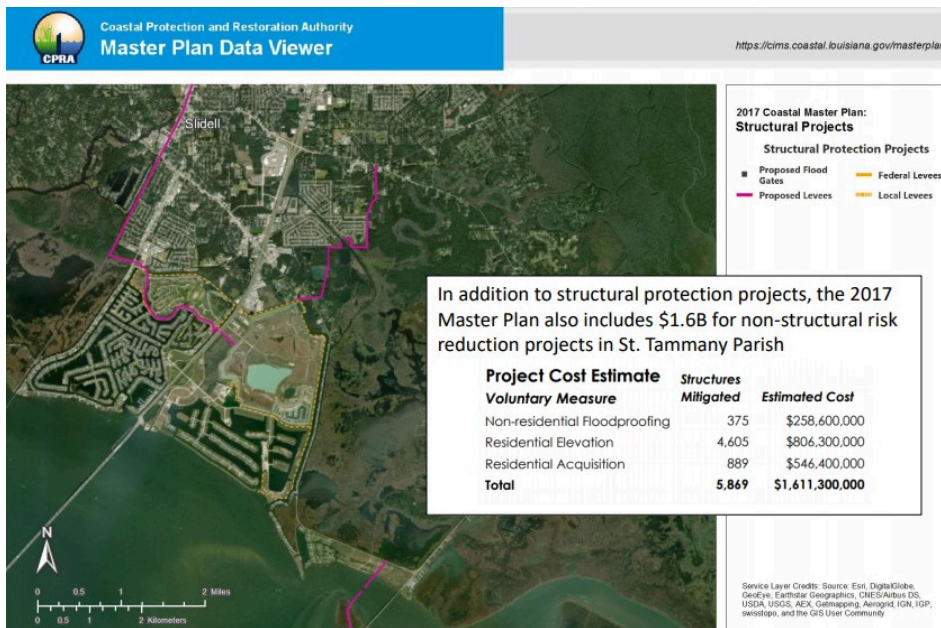 Coastal Protection and Restoration Authority
Master Plan Data Viewer
CPRA
https://cims.coastal.louisiana.gov/masterplan
Slidell
2017 Coastal Master Plan:
Structural Projects
Structural Protection Projects
Proposed Flood Gates
Federal Levees
Proposed Levees
Local Levees
In addition to structural protection projects, the 2017
Master Plan also includes $1.6B for non-structural risk
reduction projects in St. Tammany Parish
Project Cost Estimate
Voluntary Measure Structures Mitigated Estimated Cost
Non-residential Floodproofing 375 $258,600,000
Residential Elevation 4,605 $806,300,000
Residential Acquisition 889 $546,400,000
Total 5,869 $1,611,300,000
N
0 0.5 1 2 Miles
0 0.5 1 2 Kilometers
Service Layer Credits: Source: Esri, DigitalGlobe,
GeoEye, Earthstar Geographics, CNES/Airbus DS,
USDA, USGS, AEX, Getmapping, Aerogrid, IGN, IGP,
swisstopo, and the GIS User Community